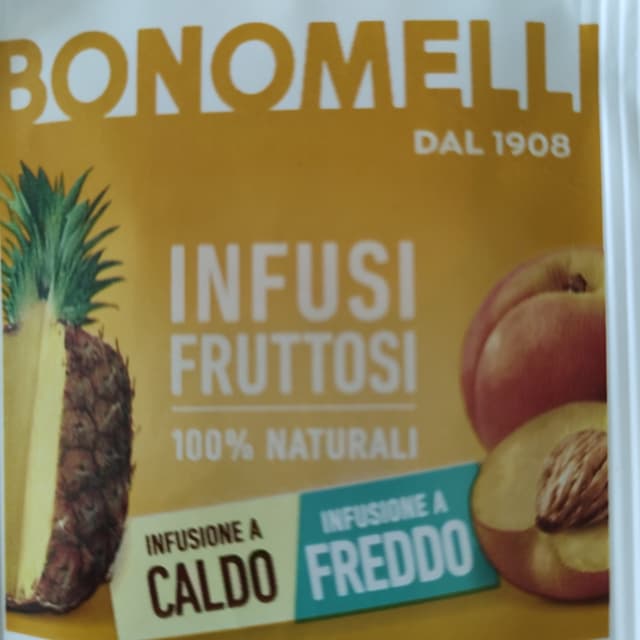 BONOMELLI
DAL 1908
INFUSI
FRUTTOSI
100% NATURALI
INFUSIONE A
CALDO
INFUSIONE A
FREDDO